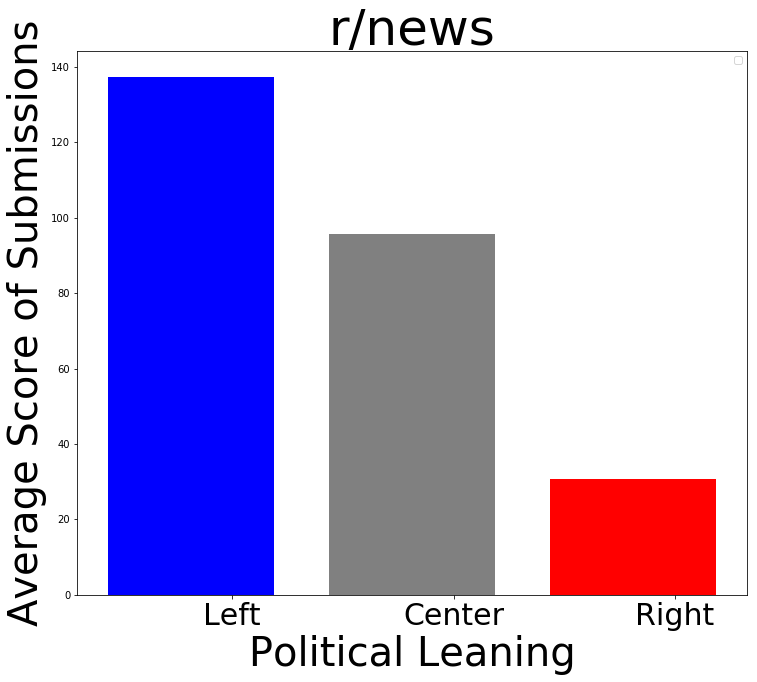 r/news
Average Score of Submissions
140
120
100
80
60
40
20
0
Left
Center
Right
Political Leaning